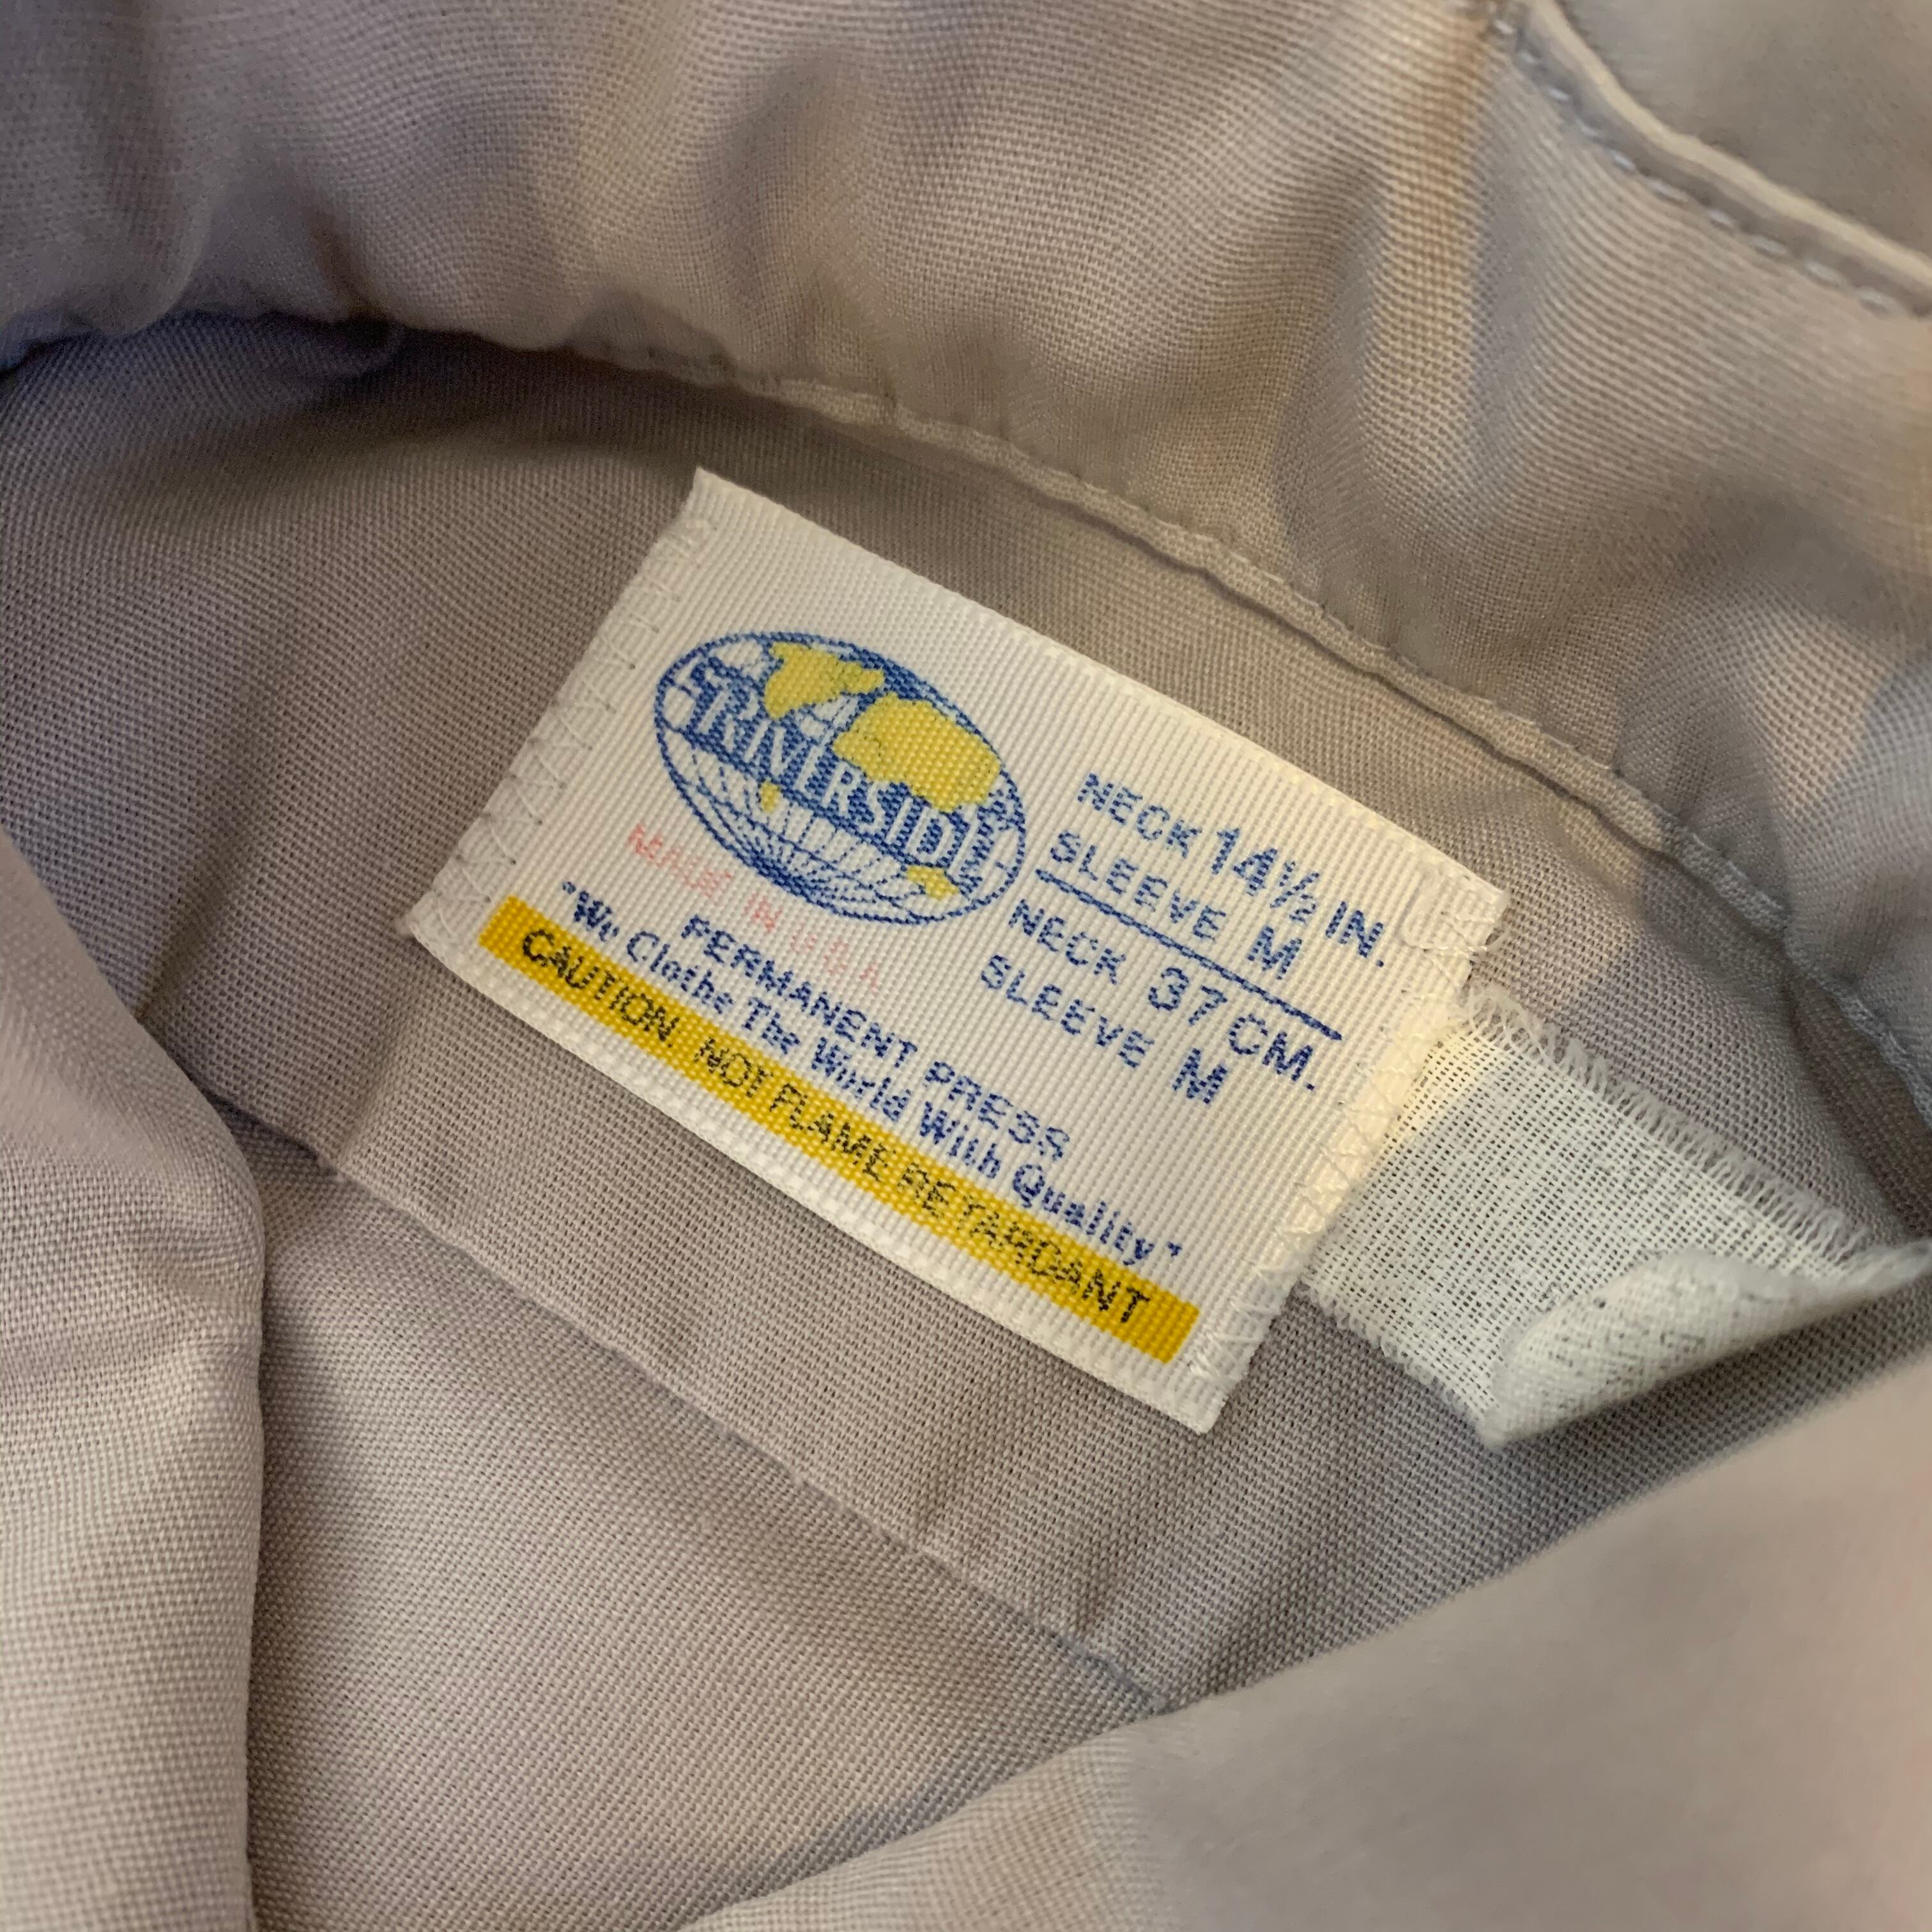 RIVERSIDE
MADE IN U.S.A.
NECK 14½ IN.
SLEEVE M
NECK 37 CM.
SLEEVE M
PERMANENT PRESS
"We Clothe The World With Quality"
CAUTION NOT FLAME RETARDANT